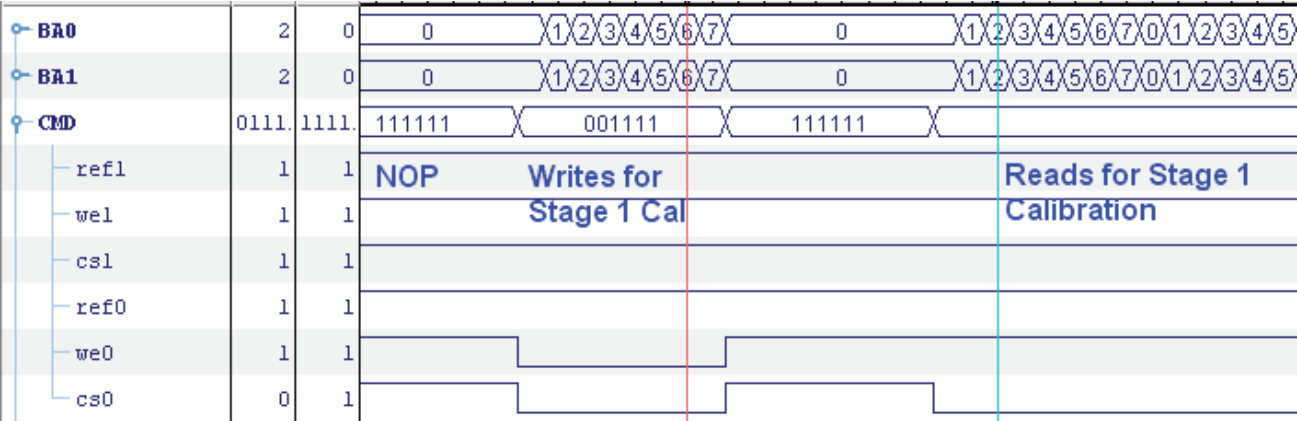 BA0 2 0 0 1 2 3 4 5 6 7 0 1 2 3 4 5 6 7 0 1 2 3 4 5
BA1 2 0 0 1 2 3 4 5 6 7 0 1 2 3 4 5 6 7 0 1 2 3 4 5
CMD 0111. 1111. 111111 001111 111111
ref1 1 1 NOP Writes for Reads for Stage 1
we1 1 1 Stage 1 Cal Calibration
cs1 1 1
ref0 1 1
we0 1 1
cs0 0 1